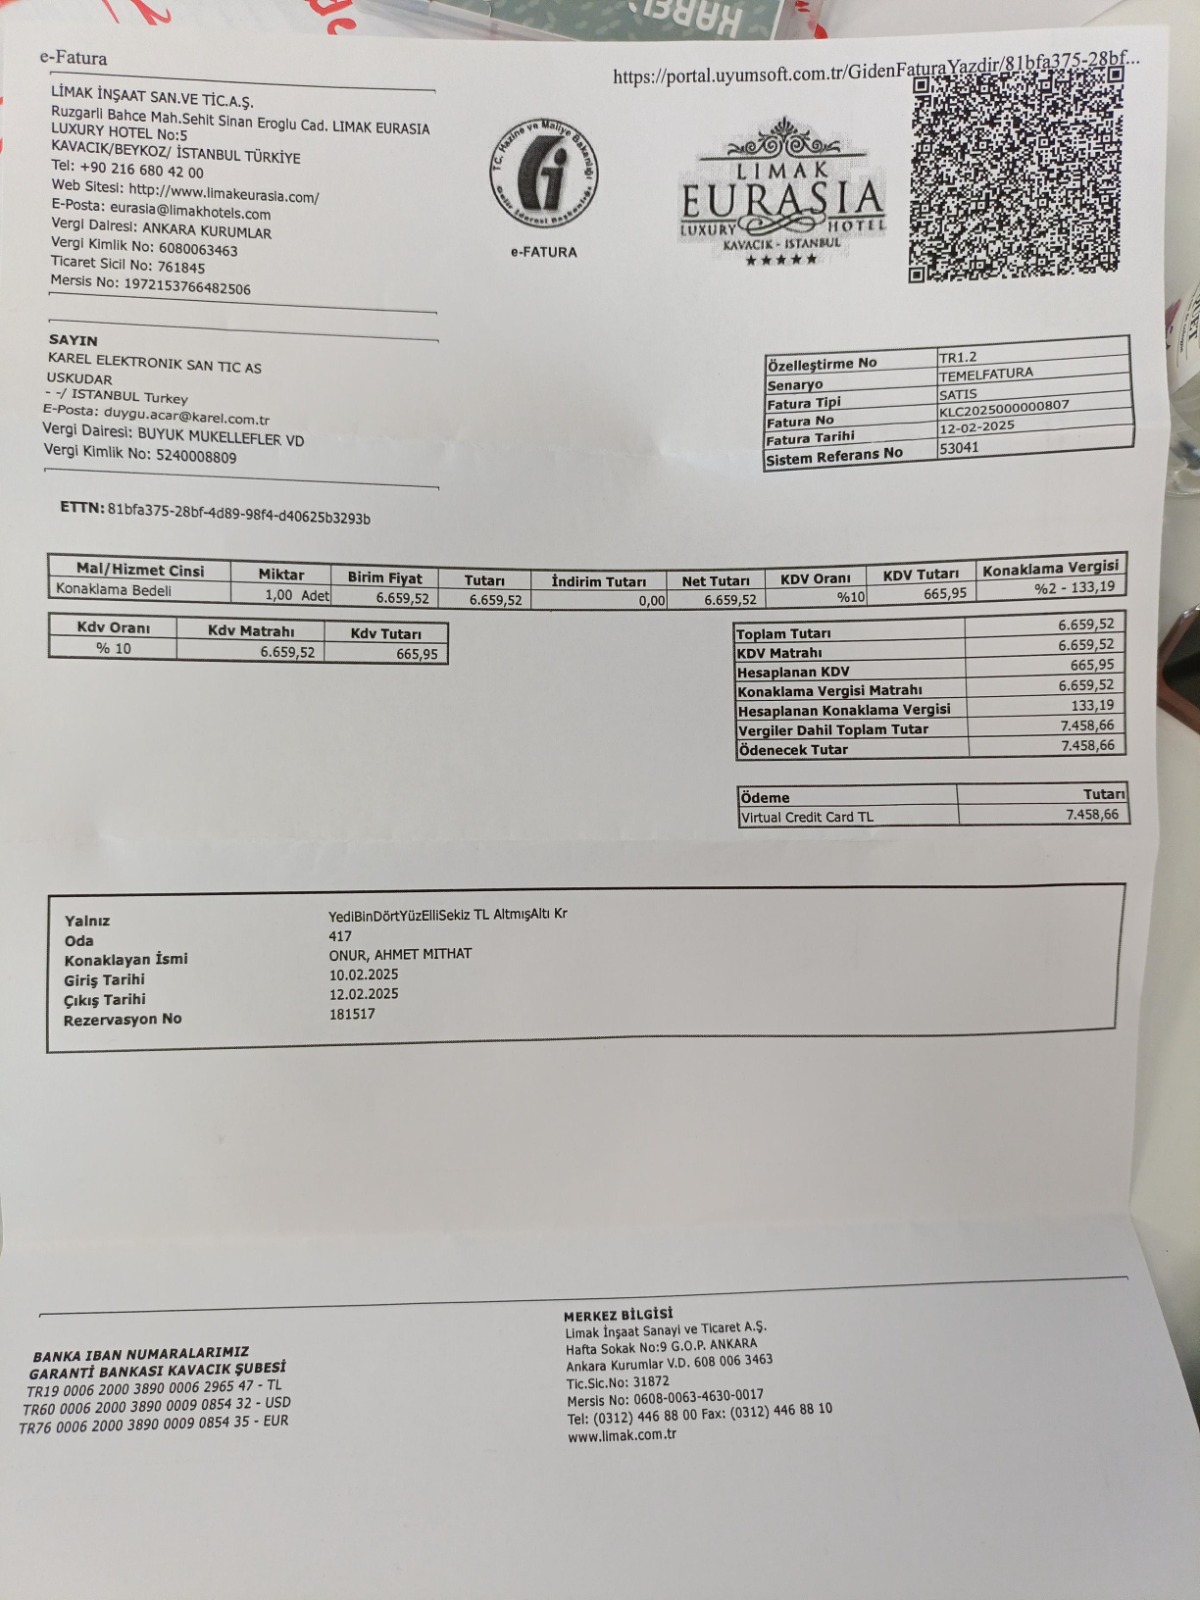 KAREL
e-Fatura
https://portal.uyumsoft.com.tr/GidenFaturaYazdir/81bfa375-28bf...
LİMAK İNŞAAT SAN.VE TİC.A.Ş.
Ruzgarli Bahce Mah.Sehit Sinan Eroglu Cad. LIMAK EURASIA
LUXURY HOTEL No:5
KAVACIK/BEYKOZ/ İSTANBUL TÜRKİYE
Tel: +90 216 680 42 00
Web Sitesi: http://www.limakeurasia.com/
E-Posta: eurasia@limakhotels.com
Vergi Dairesi: ANKARA KURUMLAR
Vergi Kimlik No: 6080063463
Ticaret Sicil No: 761845
Mersis No: 1972153766482506
T.C. Hazine ve Maliye Bakanlığı
Gelir İdaresi Başkanlığı
e-FATURA
LIMAK
EURASIA
LUXURY HOTEL
KAVACIK - ISTANBUL
★★★★★
SAYIN
KAREL ELEKTRONIK SAN TIC AS
USKUDAR
- -/ ISTANBUL Turkey
E-Posta: duygu.acar@karel.com.tr
Vergi Dairesi: BUYUK MUKELLEFLER VD
Vergi Kimlik No: 5240008809
Özelleştirme No TR1.2
Senaryo TEMELFATURA
Fatura Tipi SATIS
Fatura No KLC2025000000807
Fatura Tarihi 12-02-2025
Sistem Referans No 53041
ETTN: 81bfa375-28bf-4d89-98f4-d40625b3293b
Mal/Hizmet Cinsi Miktar Birim Fiyat Tutarı İndirim Tutarı Net Tutarı KDV Oranı KDV Tutarı Konaklama Vergisi
Konaklama Bedeli 1,00 Adet 6.659,52 6.659,52 0,00 6.659,52 %10 665,95 %2 - 133,19
Kdv Oranı Kdv Matrahı Kdv Tutarı
% 10 6.659,52 665,95
Toplam Tutarı 6.659,52
KDV Matrahı 6.659,52
Hesaplanan KDV 665,95
Konaklama Vergisi Matrahı 6.659,52
Hesaplanan Konaklama Vergisi 133,19
Vergiler Dahil Toplam Tutar 7.458,66
Ödenecek Tutar 7.458,66
Ödeme Tutarı
Virtual Credit Card TL 7.458,66
Yalnız YediBinDörtYüzElliSekiz TL AltmışAltı Kr
Oda 417
Konaklayan İsmi ONUR, AHMET MITHAT
Giriş Tarihi 10.02.2025
Çıkış Tarihi 12.02.2025
Rezervasyon No 181517
BANKA IBAN NUMARALARIMIZ
GARANTİ BANKASI KAVACIK ŞUBESİ
TR19 0006 2000 3890 0006 2965 47 - TL
TR60 0006 2000 3890 0009 0854 32 - USD
TR76 0006 2000 3890 0009 0854 35 - EUR
MERKEZ BİLGİSİ
Limak İnşaat Sanayi ve Ticaret A.Ş.
Hafta Sokak No:9 G.O.P. ANKARA
Ankara Kurumlar V.D. 608 006 3463
Tic.Sic.No: 31872
Mersis No: 0608-0063-4630-0017
Tel: (0312) 446 88 00 Fax: (0312) 446 88 10
www.limak.com.tr